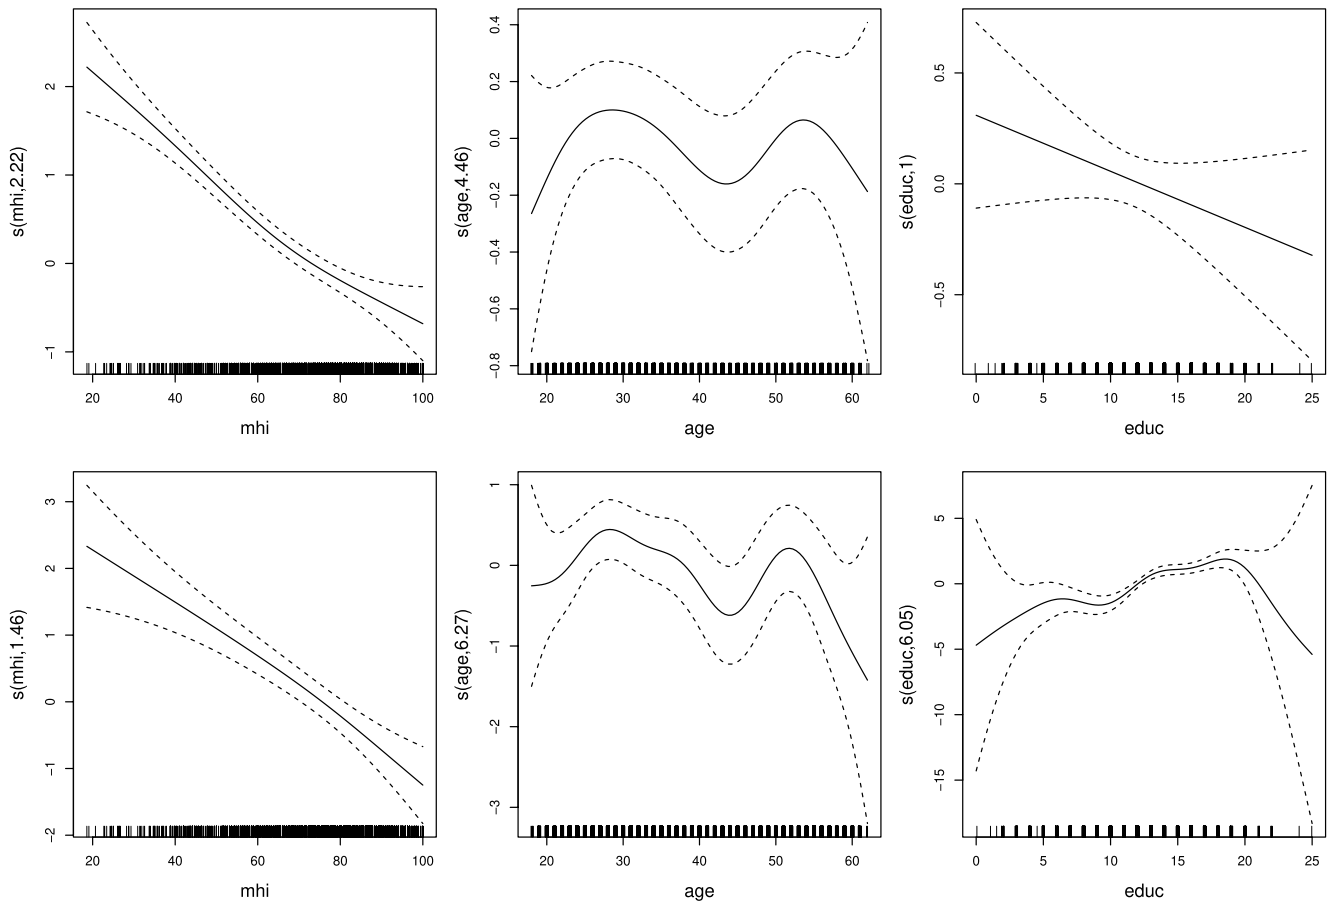 s(mhi,2.22)
2
1
0
−1
20 40 60 80 100
mhi
s(age,4.46)
0.4
0.2
0.0
−0.2
−0.4
−0.6
−0.8
20 30 40 50 60
age
s(educ,1)
0.5
0.0
−0.5
0 5 10 15 20 25
educ
s(mhi,1.46)
3
2
1
0
−1
−2
20 40 60 80 100
mhi
s(age,6.27)
1
0
−1
−2
−3
20 30 40 50 60
age
s(educ,6.05)
5
0
−5
−10
−15
0 5 10 15 20 25
educ